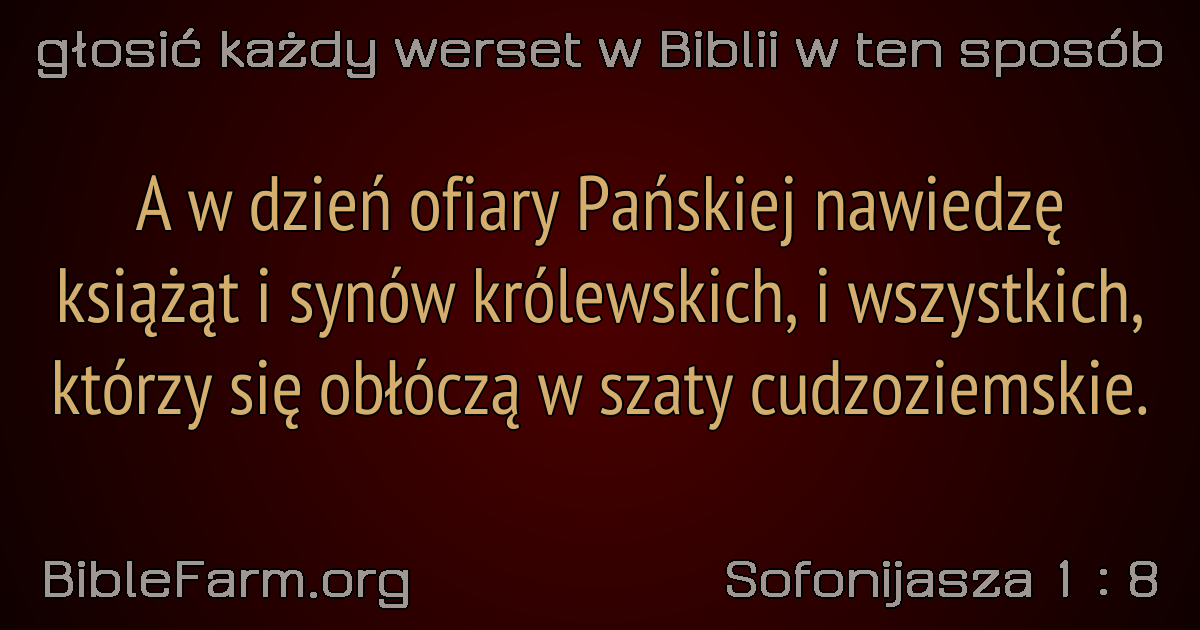 głosić każdy werset w Biblii w ten sposób
A w dzień ofiary Pańskiej nawiedzę
książąt i synów królewskich, i wszystkich,
którzy się obłóczą w szaty cudzoziemskie.
BibleFarm.org
Sofonijasza 1 : 8